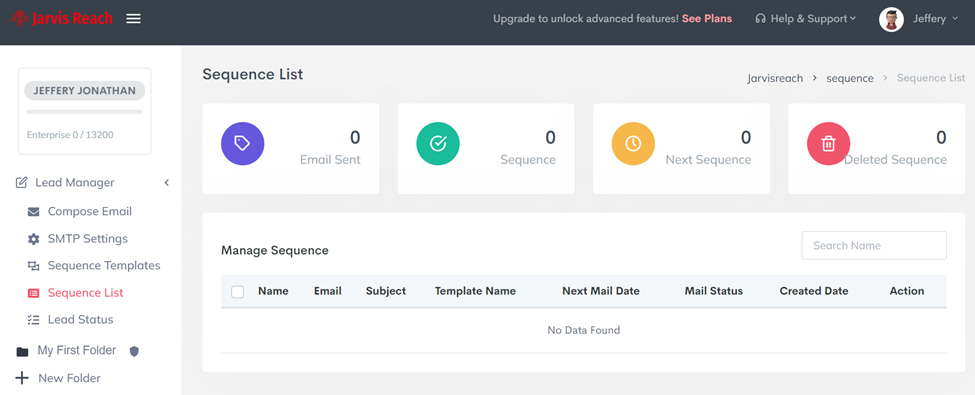 Jarvis Reach
Upgrade to unlock advanced features! See Plans
Help & Support
Jeffery
JEFFERY JONATHAN
Enterprise 0 / 13200
Lead Manager
Compose Email
SMTP Settings
Sequence Templates
Sequence List
Lead Status
My First Folder
New Folder
Sequence List
Jarvisreach > sequence > Sequence List
0
Email Sent
0
Sequence
0
Next Sequence
0
Deleted Sequence
Manage Sequence
Search Name
Name Email Subject Template Name Next Mail Date Mail Status Created Date Action
No Data Found